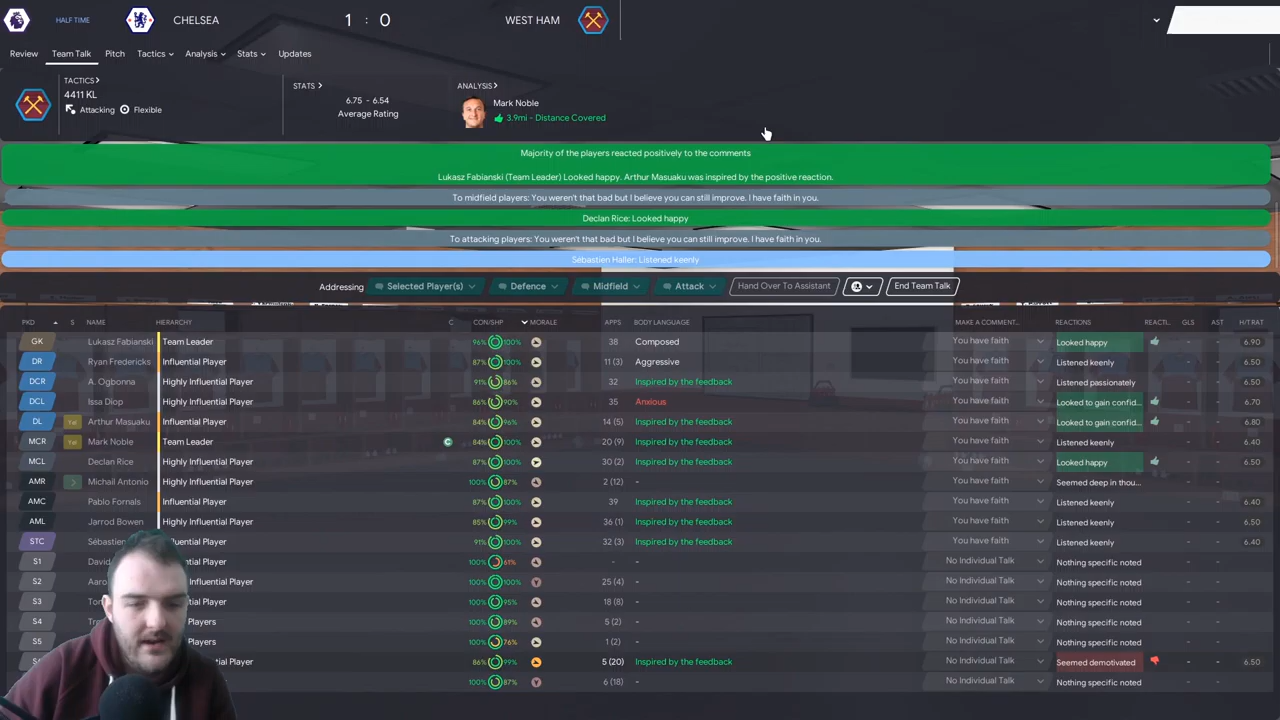 HALF TIME CHELSEA 1 : 0 WEST HAM
Review Team Talk Pitch Tactics Analysis Stats Updates
TACTICS
4411 KL
Attacking Flexible
STATS
6.75 - 6.54
Average Rating
ANALYSIS
Mark Noble
3.9mi - Distance Covered
Majority of the players reacted positively to the comments
Lukasz Fabianski (Team Leader) Looked happy. Arthur Masuaku was inspired by the positive reaction.
To midfield players: You weren't that bad but I believe you can still improve. I have faith in you.
Declan Rice: Looked happy
To attacking players: You weren't that bad but I believe you can still improve. I have faith in you.
Sébastien Haller: Listened keenly
Addressing Selected Player(s) Defence Midfield Attack Hand Over To Assistant End Team Talk
PKD S NAME HIERARCHY C CON/SHP MORALE APPS BODY LANGUAGE MAKE A COMMENT... REACTIONS REACTI... GLS AST H/T RAT
GK Lukasz Fabianski Team Leader 96% 100% 38 Composed You have faith Looked happy - - 6.90
DR Ryan Fredericks Influential Player 87% 100% 11 (3) Aggressive You have faith Listened keenly - - 6.50
DCR A. Ogbonna Highly Influential Player 91% 86% 32 Inspired by the feedback You have faith Listened passionately - - 6.50
DCL Issa Diop Highly Influential Player 86% 90% 35 Anxious You have faith Looked to gain confid... - - 6.70
DL Yel Arthur Masuaku Influential Player 84% 96% 14 (5) Inspired by the feedback You have faith Looked to gain confid... - - 6.80
MCR Yel Mark Noble Team Leader C 84% 100% 20 (9) Inspired by the feedback You have faith Listened keenly - - 6.40
MCL Declan Rice Highly Influential Player 87% 100% 30 (2) Inspired by the feedback You have faith Looked happy - - 6.50
AMR Michail Antonio Highly Influential Player 100% 87% 2 (12) - You have faith Seemed deep in thou... - -
AMC Pablo Fornals Influential Player 87% 100% 39 Inspired by the feedback You have faith Listened keenly - - 6.40
AML Jarrod Bowen Highly Influential Player 85% 99% 36 (1) Inspired by the feedback You have faith Listened keenly - - 6.50
STC Sébastien uential Player 91% 100% 32 (3) Inspired by the feedback You have faith Listened keenly - - 6.40
S1 David ential Player 100% 61% - - No Individual Talk Nothing specific noted - -
S2 Aaro Influential Player 100% 100% 25 (4) - No Individual Talk Nothing specific noted - -
S3 Tom ential Player 100% 95% 18 (8) - No Individual Talk Nothing specific noted - -
S4 Players 100% 89% 5 (2) - No Individual Talk Nothing specific noted - -
S5 Players 100% 76% 1 (2) - No Individual Talk Nothing specific noted - -
ential Player 86% 99% 5 (20) Inspired by the feedback No Individual Talk Seemed demotivated - - 6.50
100% 87% 6 (18) - No Individual Talk Nothing specific noted - -